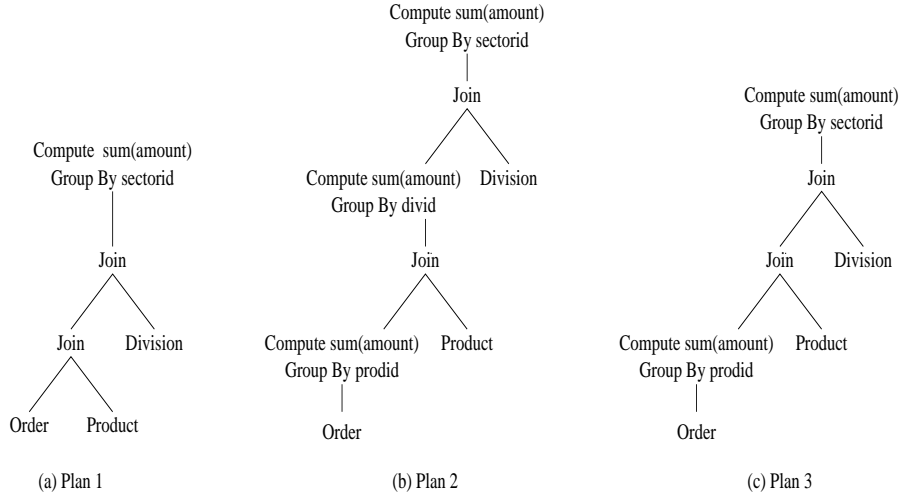 Compute sum(amount)
Group By sectorid
Join
Join
Division
Order
Product
(a) Plan 1
Compute sum(amount)
Group By sectorid
Join
Compute sum(amount)
Group By divid
Division
Join
Compute sum(amount)
Group By prodid
Product
Order
(b) Plan 2
Compute sum(amount)
Group By sectorid
Join
Join
Division
Compute sum(amount)
Group By prodid
Product
Order
(c) Plan 3